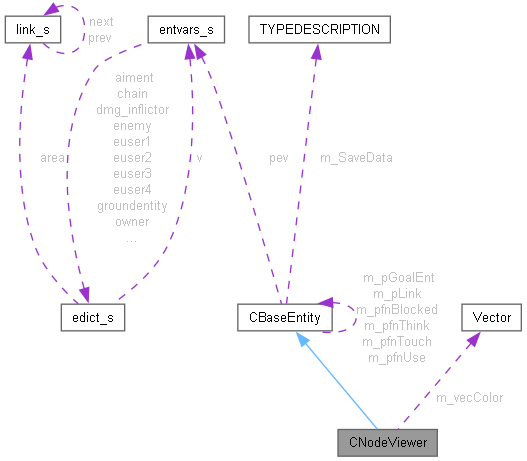 link_s
next
prev
entvars_s
TYPEDESCRIPTION
aiment
chain
dmg_inflictor
enemy
euser1
euser2
euser3
euser4
groundentity
owner
...
area
v
pev
m_SaveData
edict_s
CBaseEntity
m_pGoalEnt
m_pLink
m_pfnBlocked
m_pfnThink
m_pfnTouch
m_pfnUse
Vector
m_vecColor
CNodeViewer